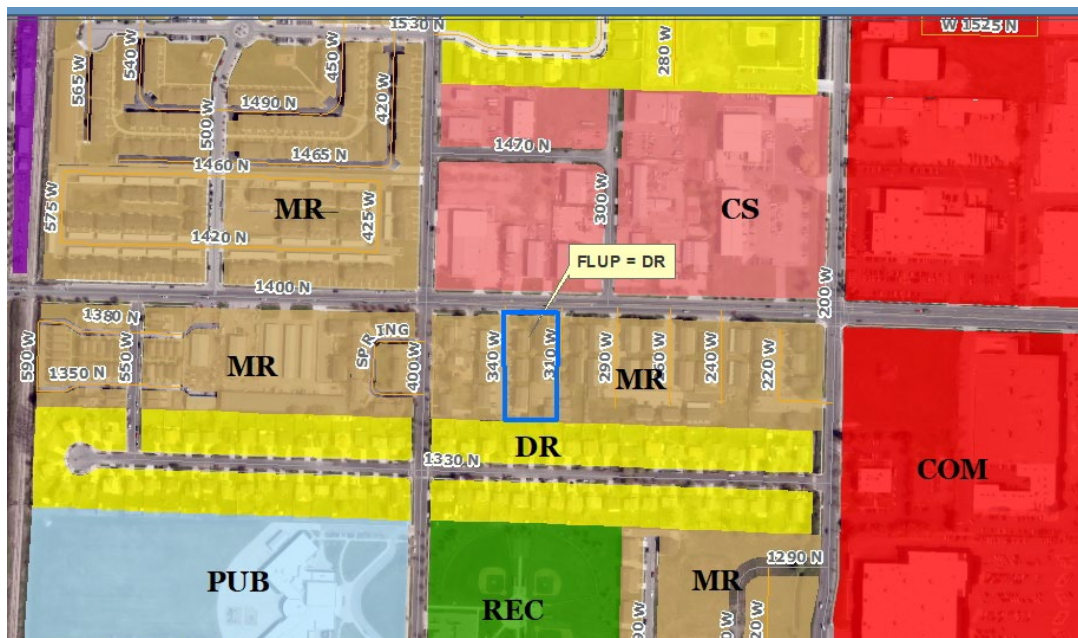 1530 N
W 1525 N
565 W
540 W
450 W
420 W
280 W
1490 N
500 W
1465 N
1470 N
1460 N
575 W
MR
425 W
1420 N
300 W
CS
FLUP = DR
1400 N
200 W
1380 N
590 W
550 W
1350 N
MR
SPRING
400 W
340 W
310 W
290 W
MR
240 W
220 W
DR
1330 N
COM
PUB
REC
MR
1290 N